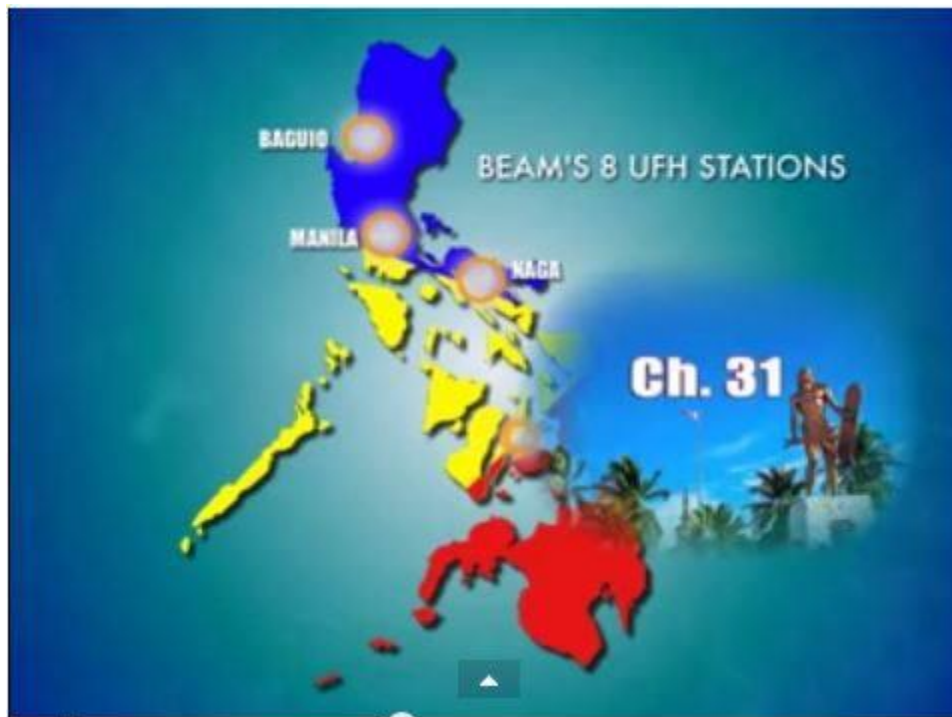 BAGUIO
BEAM'S 8 UFH STATIONS
MANILA
NAGA
Ch. 31